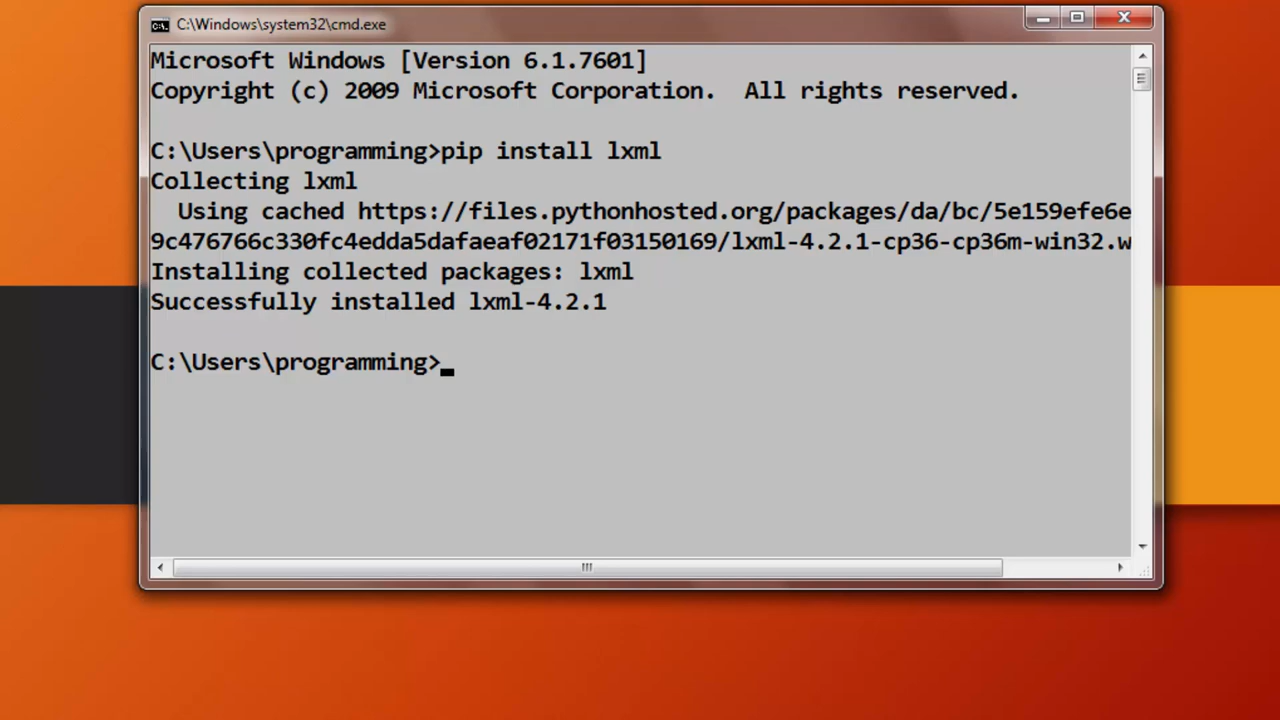 C:\Windows\system32\cmd.exe
Microsoft Windows [Version 6.1.7601]
Copyright (c) 2009 Microsoft Corporation.  All rights reserved.
C:\Users\programming>pip install lxml
Collecting lxml
  Using cached https://files.pythonhosted.org/packages/da/bc/5e159efe6e
9c476766c330fc4edda5dafaeaf02171f03150169/lxml-4.2.1-cp36-cp36m-win32.w
Installing collected packages: lxml
Successfully installed lxml-4.2.1
C:\Users\programming>